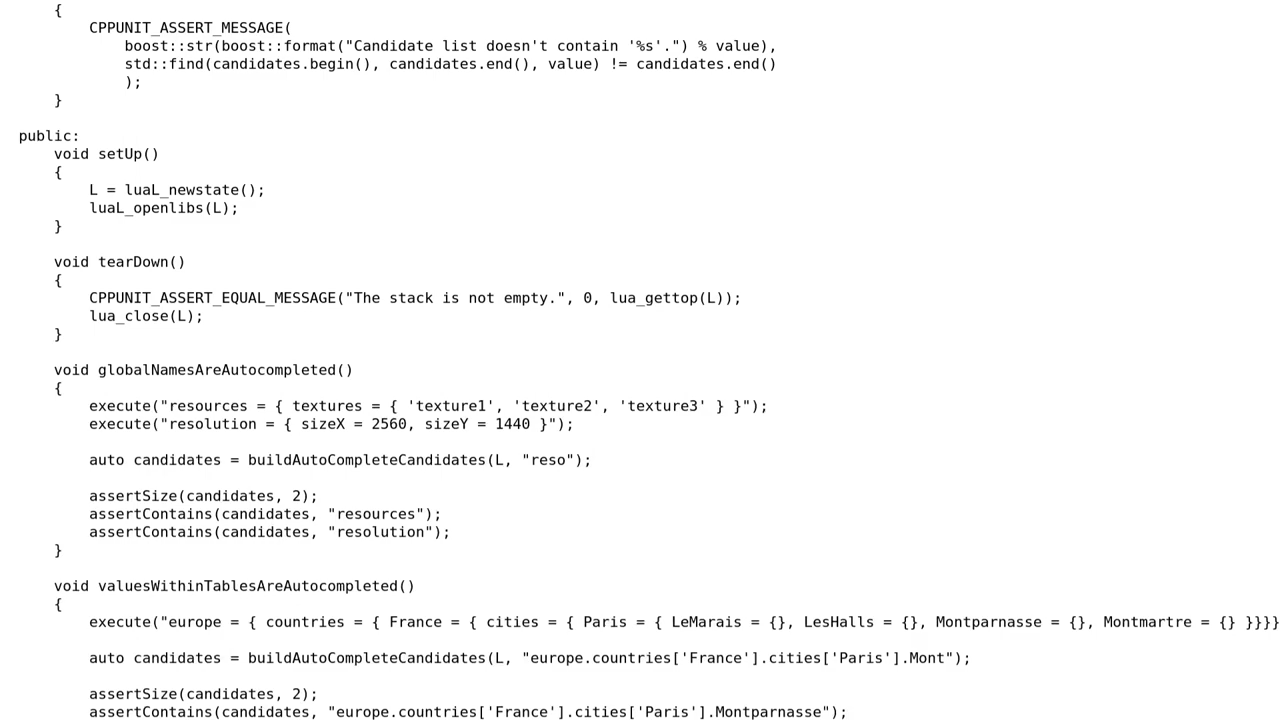 {
CPPUNIT_ASSERT_MESSAGE(
boost::str(boost::format("Candidate list doesn't contain '%s'.") % value),
std::find(candidates.begin(), candidates.end(), value) != candidates.end()
);
}
public:
void setUp()
{
L = luaL_newstate();
luaL_openlibs(L);
}
void tearDown()
{
CPPUNIT_ASSERT_EQUAL_MESSAGE("The stack is not empty.", 0, lua_gettop(L));
lua_close(L);
}
void globalNamesAreAutocompleted()
{
execute("resources = { textures = { 'texture1', 'texture2', 'texture3' } }");
execute("resolution = { sizeX = 2560, sizeY = 1440 }");
auto candidates = buildAutoCompleteCandidates(L, "reso");
assertSize(candidates, 2);
assertContains(candidates, "resources");
assertContains(candidates, "resolution");
}
void valuesWithinTablesAreAutocompleted()
{
execute("europe = { countries = { France = { cities = { Paris = { LeMarais = {}, LesHalls = {}, Montparnasse = {}, Montmartre = {} }}}}
auto candidates = buildAutoCompleteCandidates(L, "europe.countries['France'].cities['Paris'].Mont");
assertSize(candidates, 2);
assertContains(candidates, "europe.countries['France'].cities['Paris'].Montparnasse");